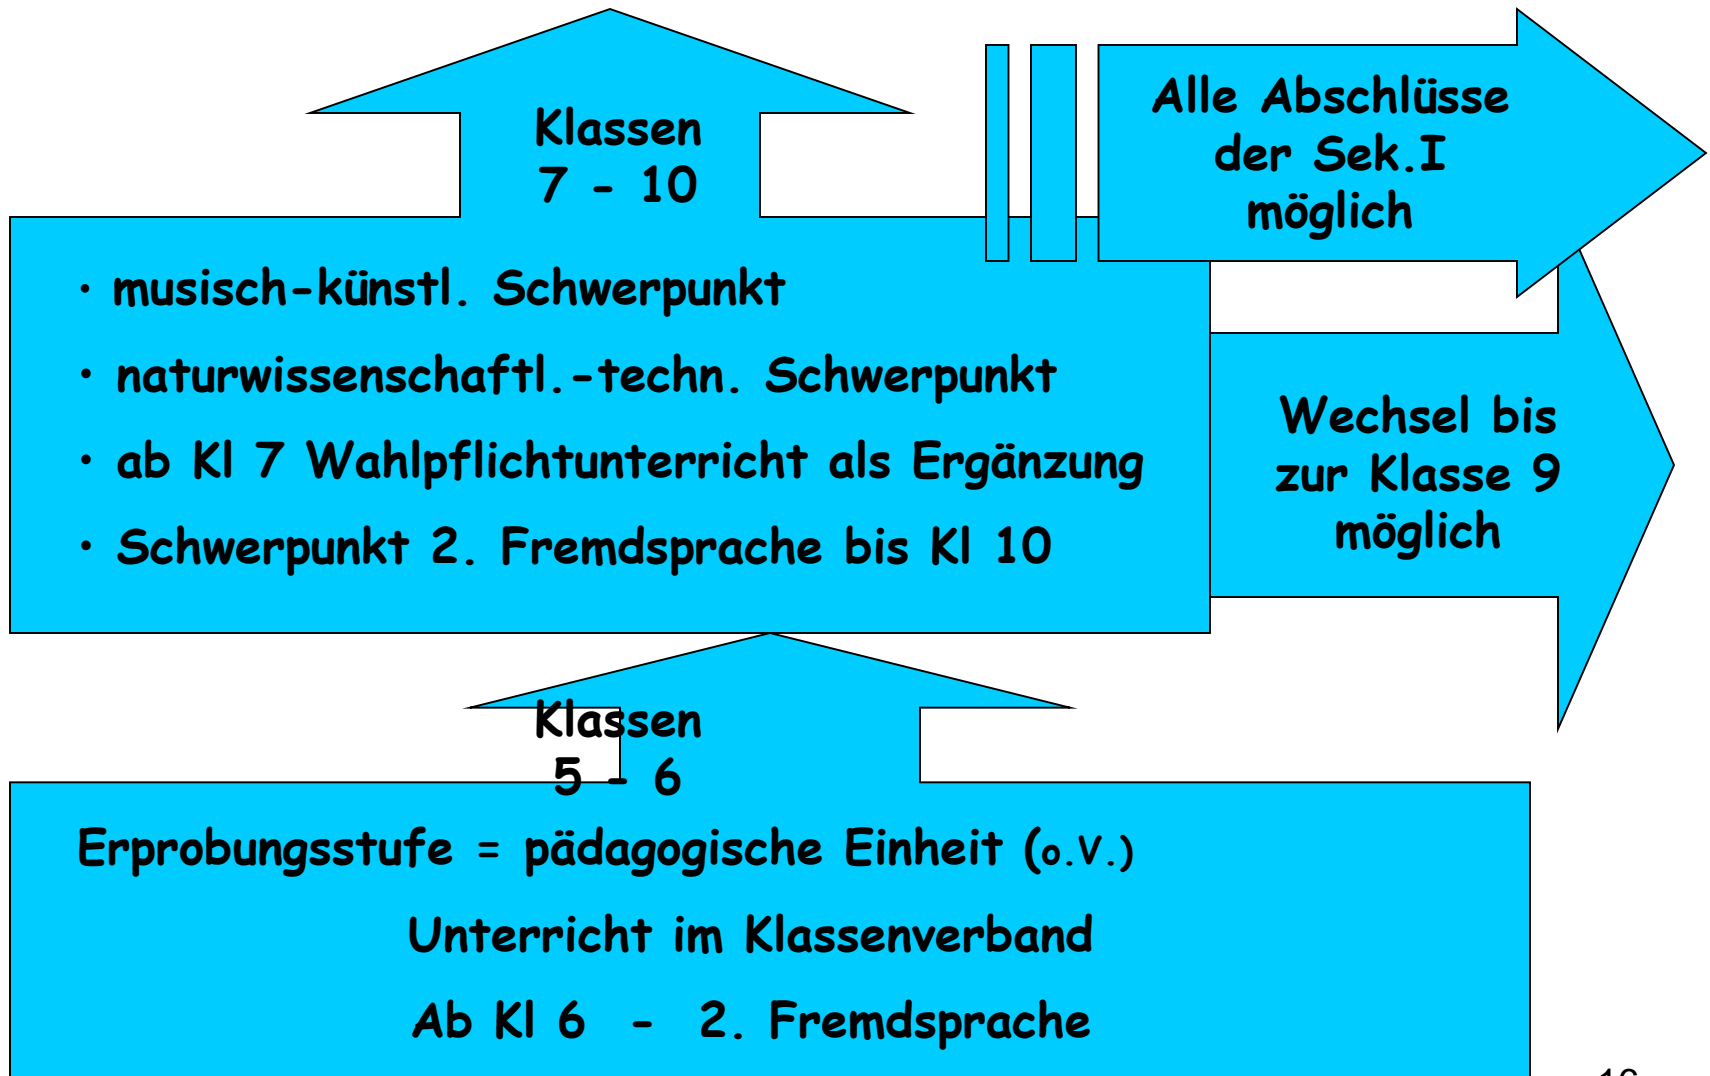 Klassen
7 - 10
Alle Abschlüsse
der Sek.I
möglich
• musisch-künstl. Schwerpunkt
• naturwissenschaftl.-techn. Schwerpunkt
• ab Kl 7 Wahlpflichtunterricht als Ergänzung
• Schwerpunkt 2. Fremdsprache bis Kl 10
Wechsel bis
zur Klasse 9
möglich
Klassen
5 - 6
Erprobungsstufe = pädagogische Einheit (o.V.)
Unterricht im Klassenverband
Ab Kl 6 - 2. Fremdsprache